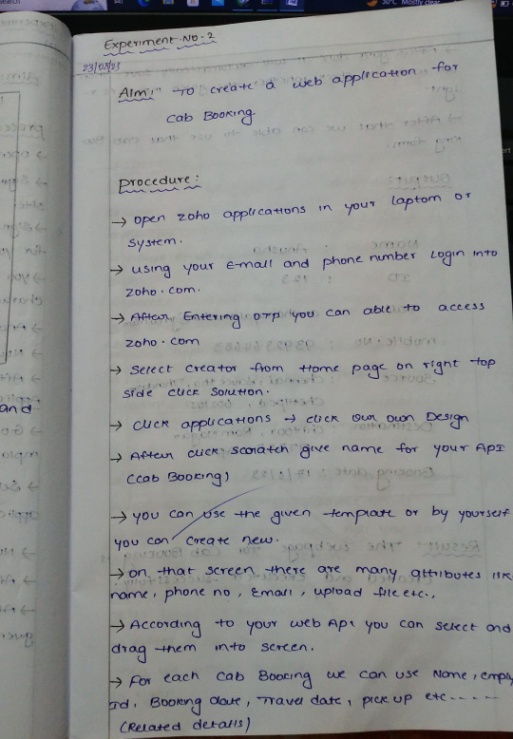 Experiment-No-2
23/08/23
Aim:- To create a web application for
cab Booking
Procedure:
→ open zoho applications in your laptom or
system.
→ using your E-mail and phone number Login into
zoho.com.
→ After Entering OTP you can able to access
zoho.com
→ Select creator from Home page on right top
side click Solution.
→ click applications → click our own Design
→ After click scoratch give name for your API
(cab Booking)
→ you can use the given template or by yourself
you can create new.
→ on that screen there are many attributes
name, phone no, Email, upload file etc.,
→ According to your web API you can select and
drag them into screen.
→ For each cab Boocing we can use Name, emply
Id, Booking date, Travel date, pick up etc.....
(Related details)
and